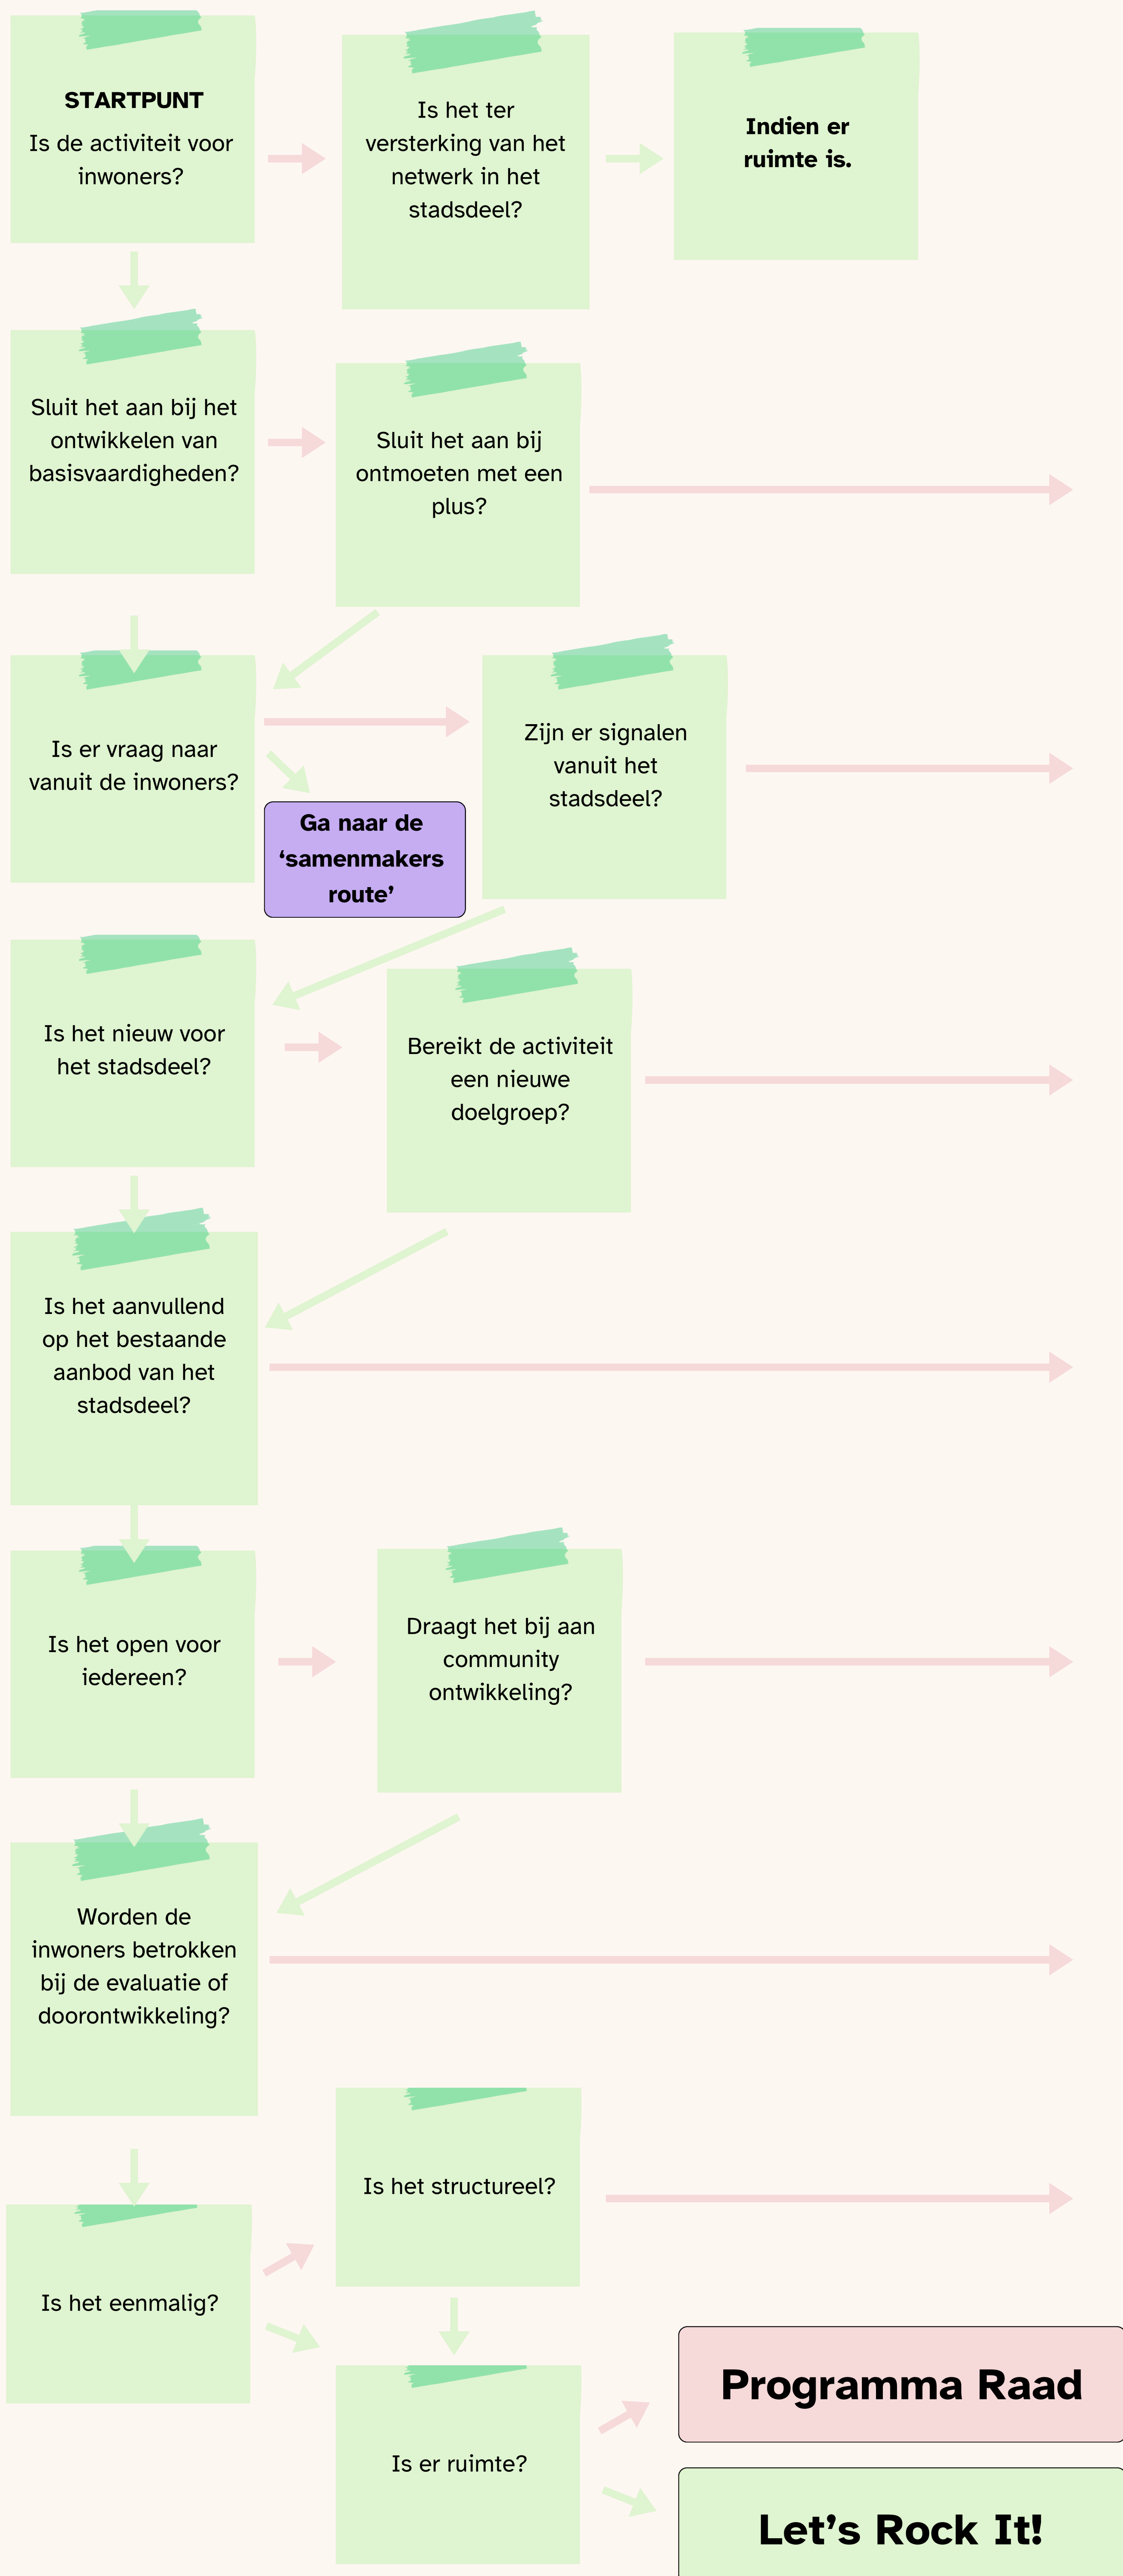 STARTPUNT
Is de activiteit voor
inwoners?
Is het ter
versterking van het
netwerk in het
stadsdeel?
Indien er
ruimte is.
Sluit het aan bij het
ontwikkelen van
basisvaardigheden?
Sluit het aan bij
ontmoeten met een
plus?
Is er vraag naar
vanuit de inwoners?
Zijn er signalen
vanuit het
stadsdeel?
Ga naar de
‘samenmakers
route’
Is het nieuw voor
het stadsdeel?
Bereikt de activiteit
een nieuwe
doelgroep?
Is het aanvullend
op het bestaande
aanbod van het
stadsdeel?
Is het open voor
iedereen?
Draagt het bij aan
community
ontwikkeling?
Worden de
inwoners betrokken
bij de evaluatie of
doorontwikkeling?
Is het structureel?
Is het eenmalig?
Is er ruimte?
Programma Raad
Let’s Rock It!